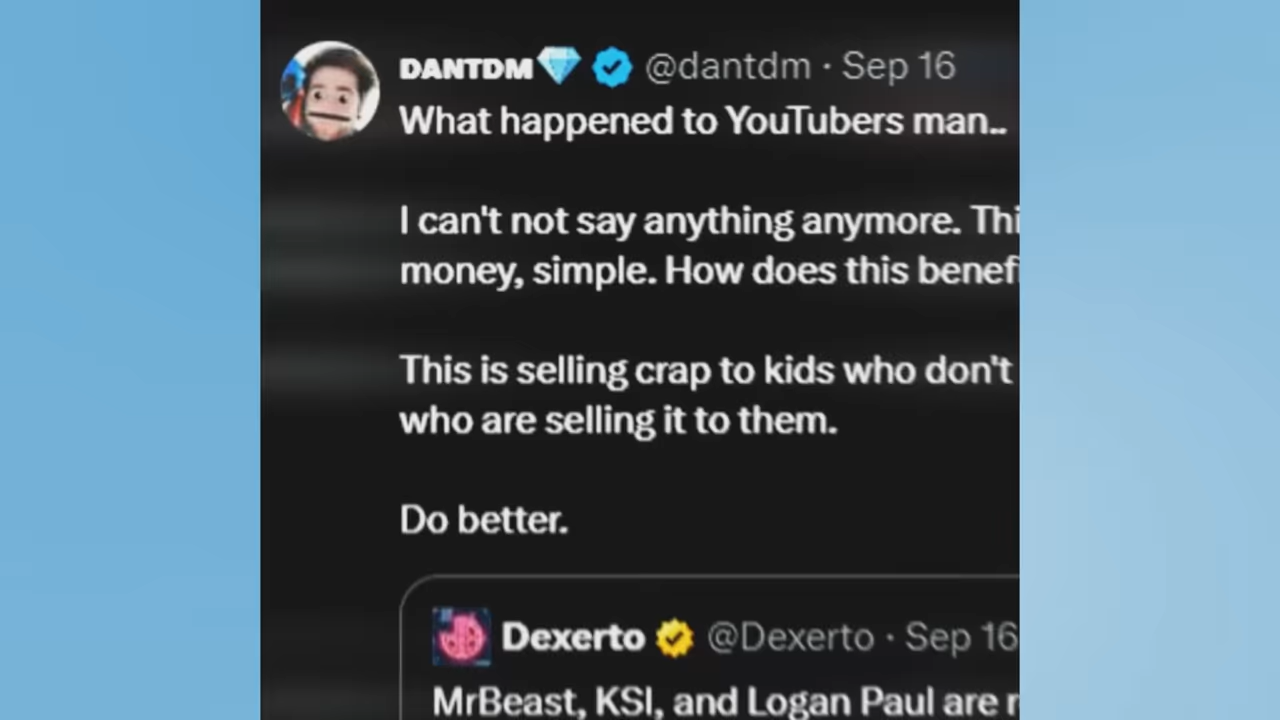 DANTDM @dantdm · Sep 16
What happened to YouTubers man..
I can't not say anything anymore. Thi
money, simple. How does this benef
This is selling crap to kids who don't
who are selling it to them.
Do better.
Dexerto @Dexerto · Sep 16
MrBeast, KSI, and Logan Paul are